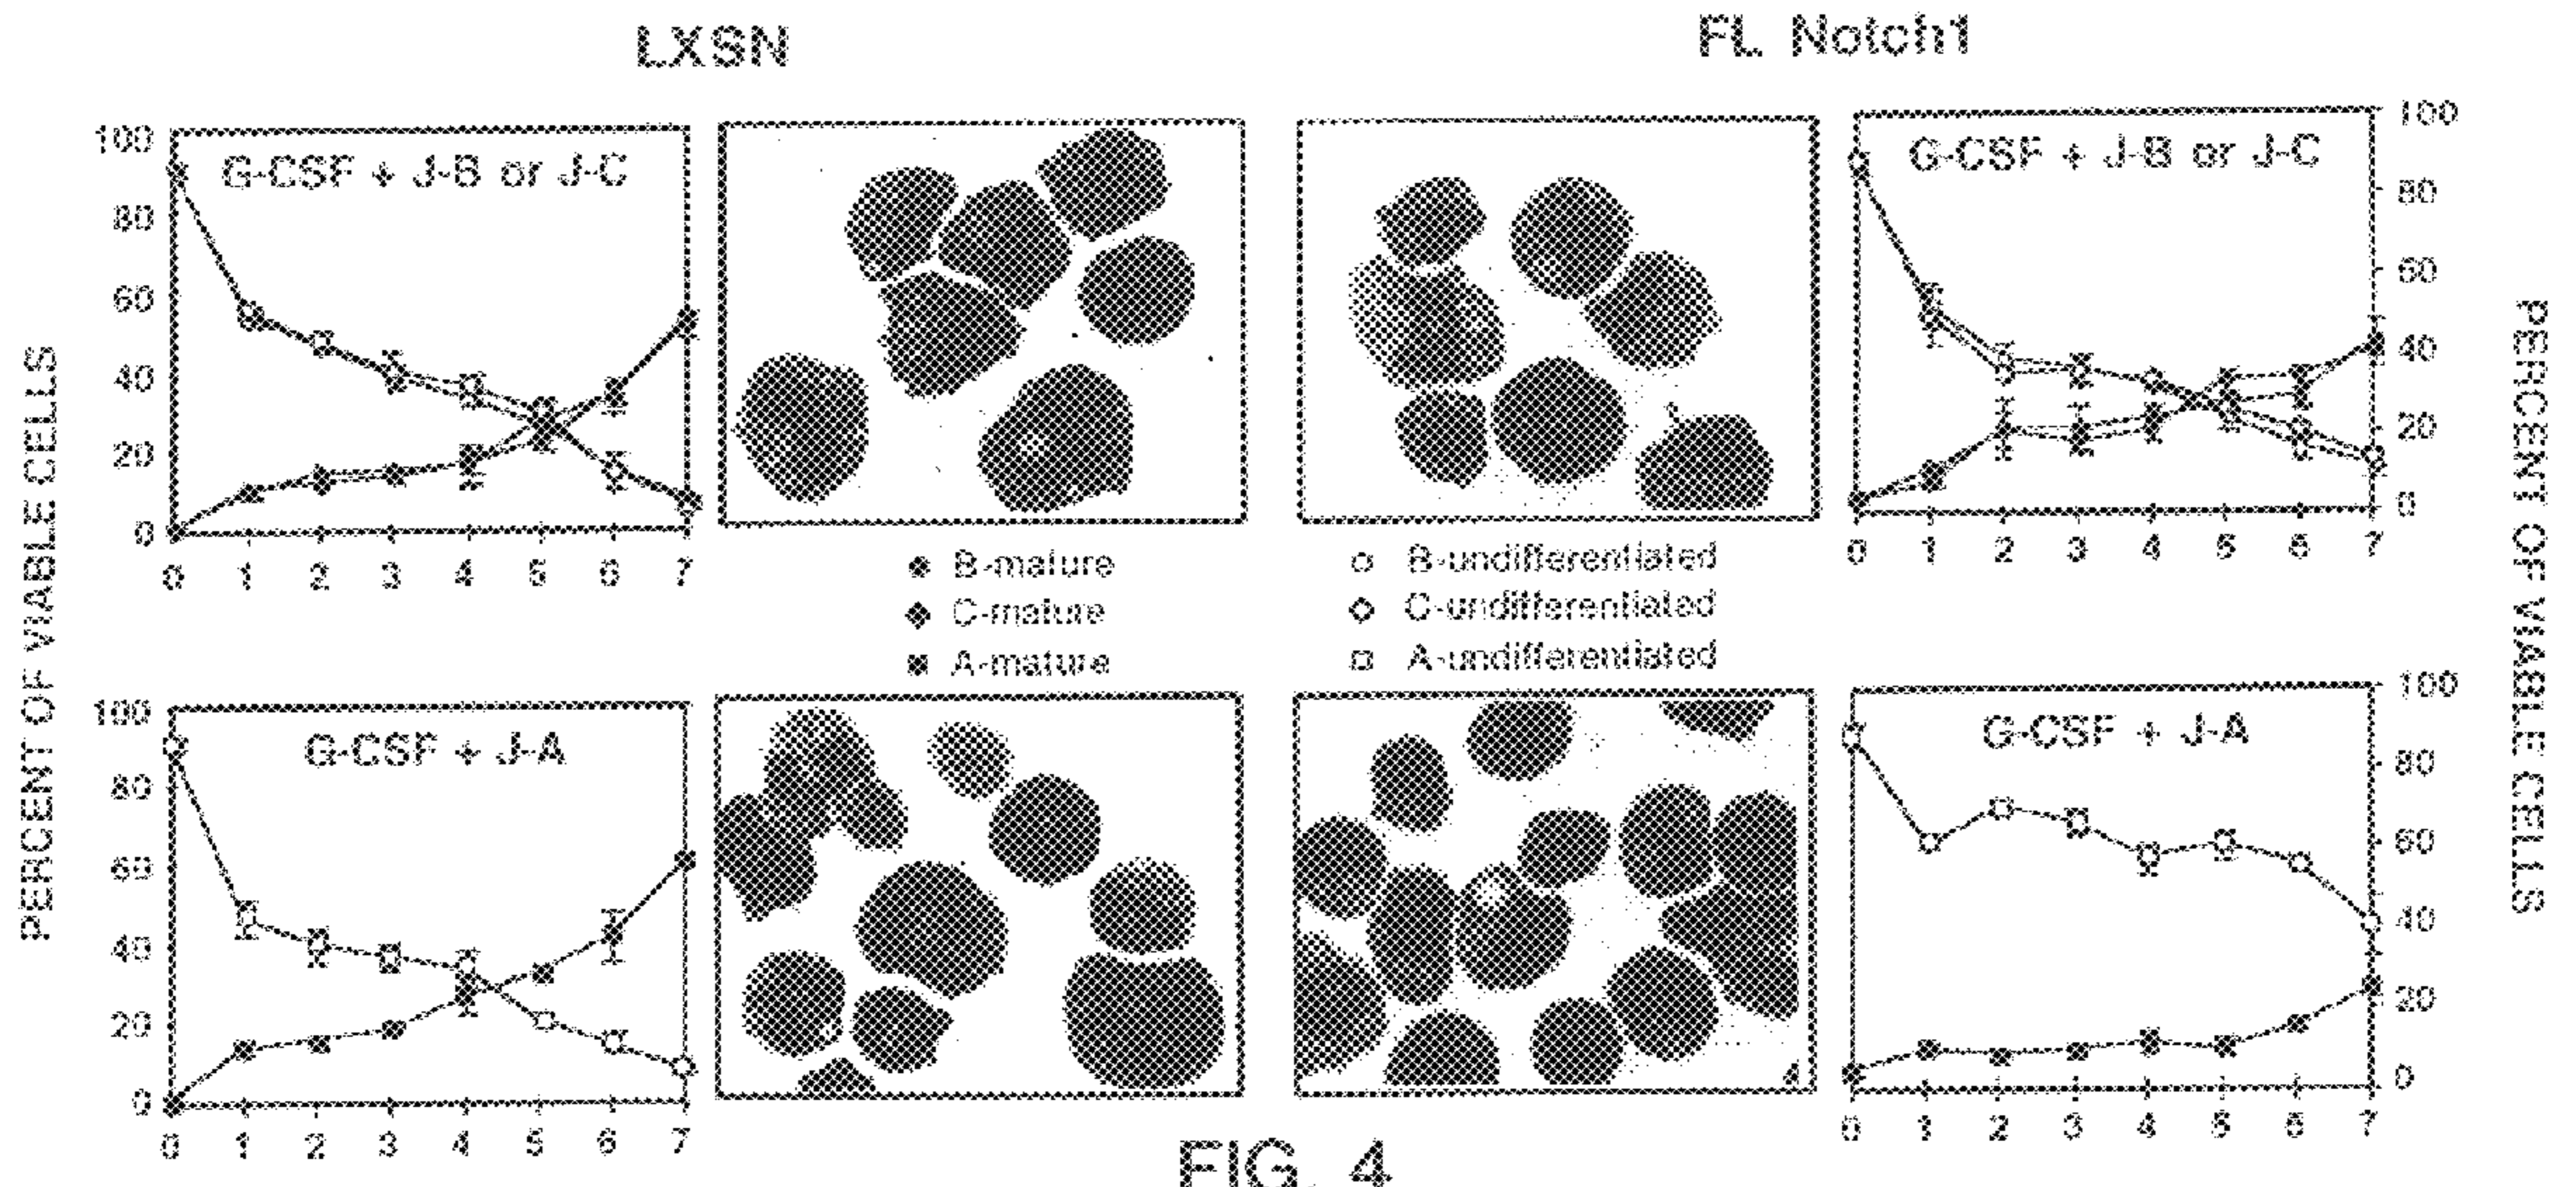 LXSN
FL Notch1
G-CSF + J-B or J-C
100
80
60
40
20
0
0 1 2 3 4 5 6 7
G-CSF + J-B or J-C
100
80
60
40
20
0
0 1 2 3 4 5 6 7
PERCENT OF VIABLE CELLS
PERCENT OF VIABLE CELLS
B-mature
C-mature
A-mature
B-undifferentiated
C-undifferentiated
A-undifferentiated
G-CSF + J-A
100
80
60
40
20
0
0 1 2 3 4 5 6 7
G-CSF + J-A
100
80
60
40
20
0
0 1 2 3 4 5 6 7
FIG. 4